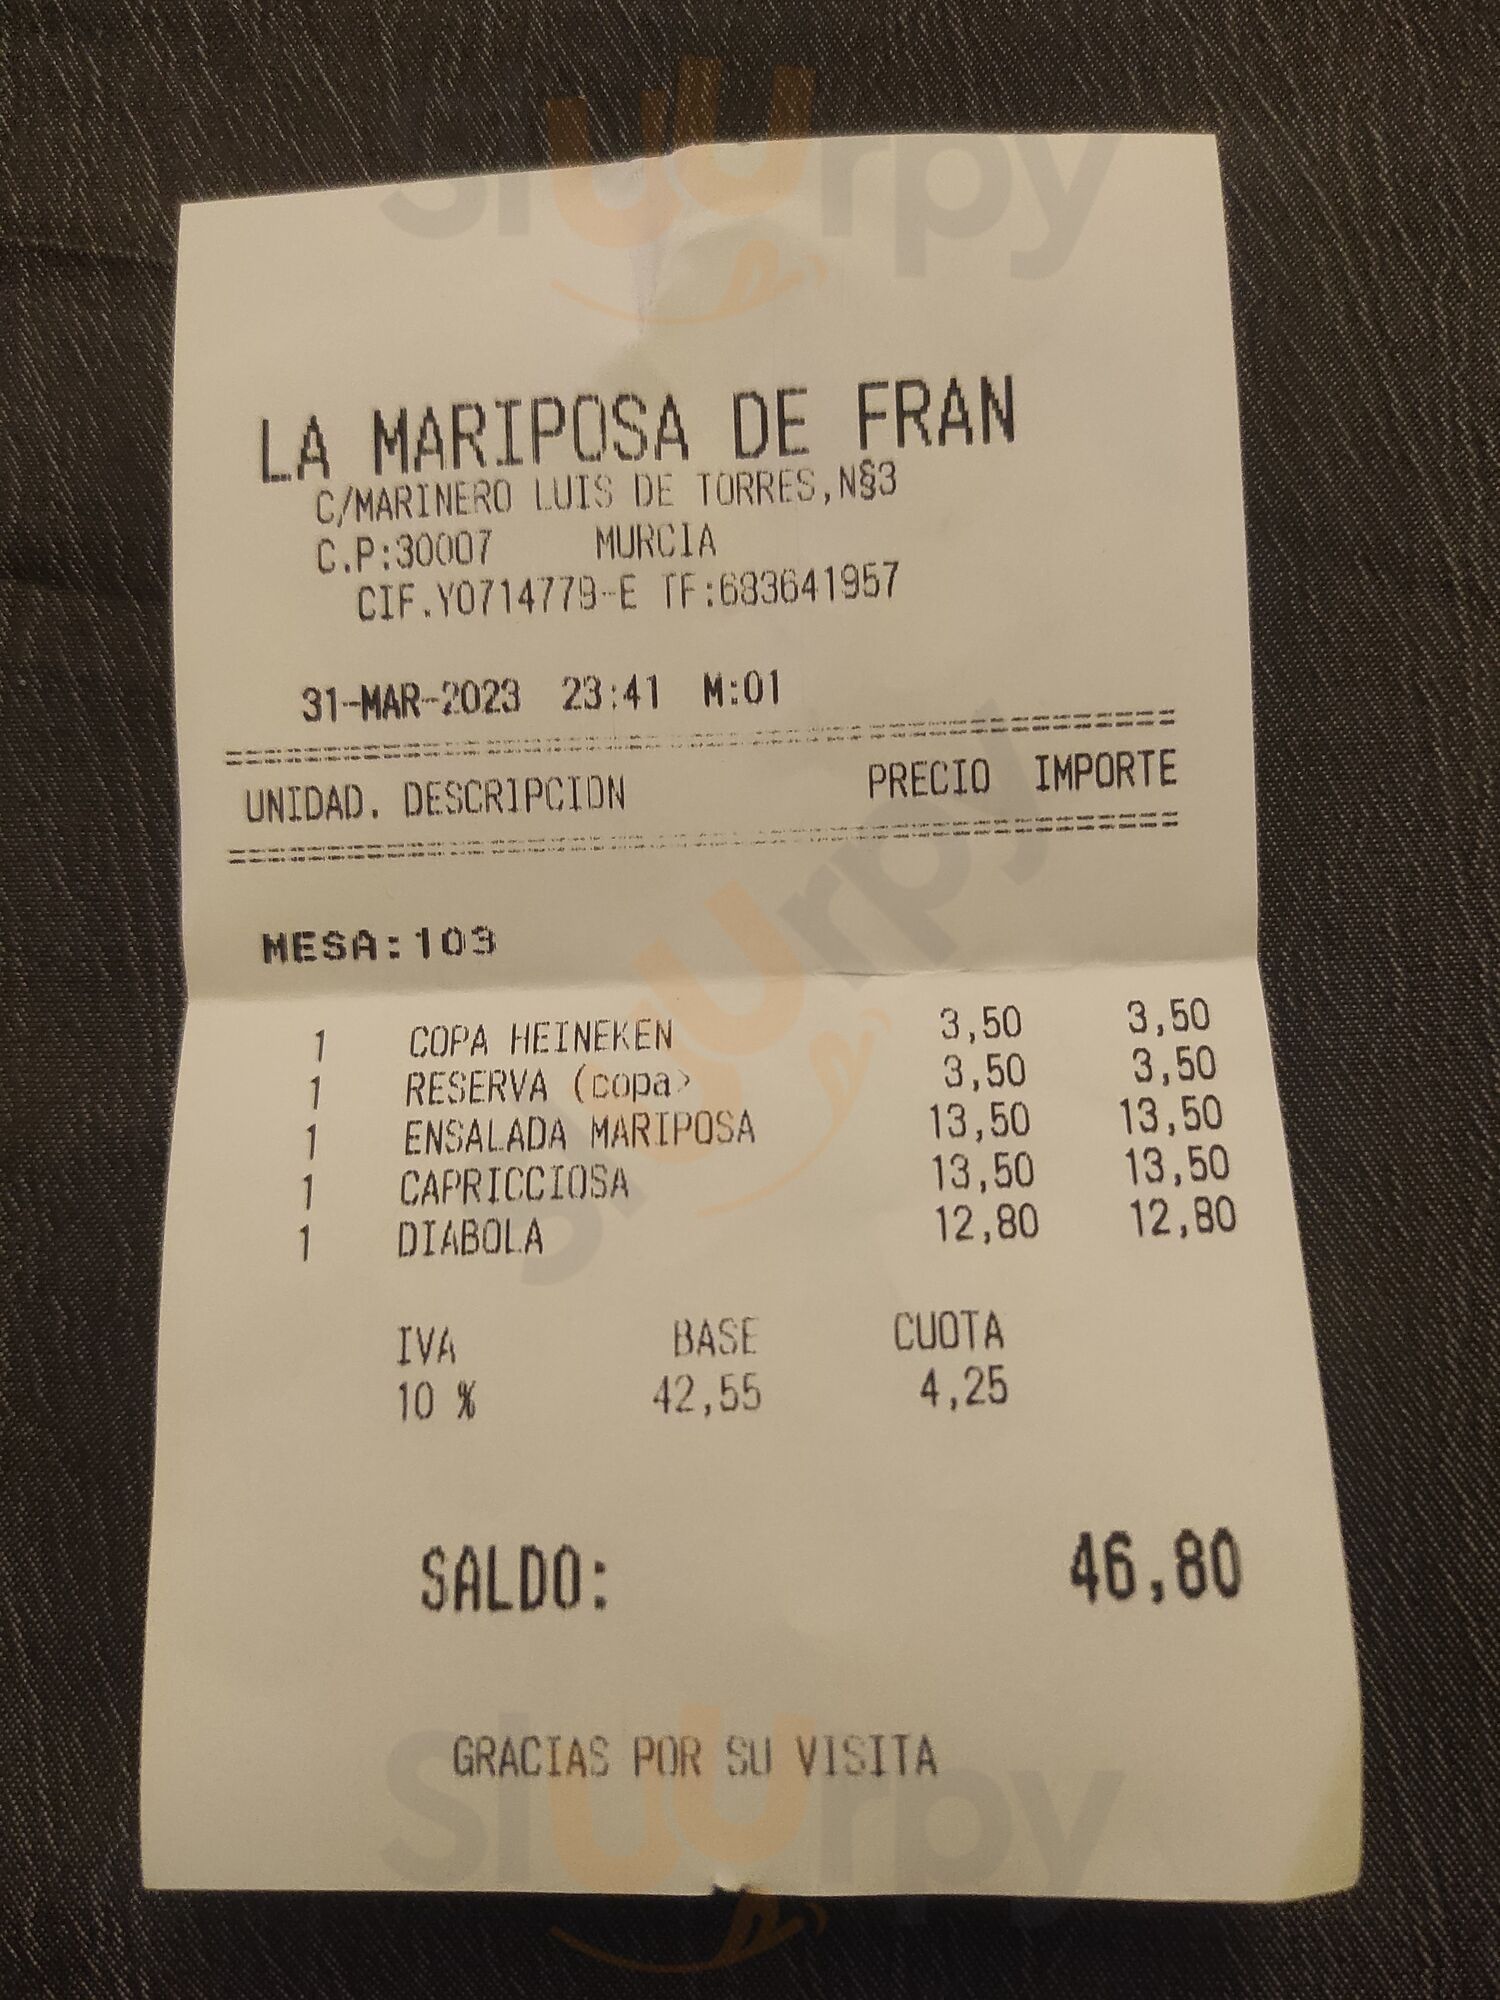 slurpy
LA MARIPOSA DE FRAN
C/MARINERO LUIS DE TORRES,N§3
C.P:30007 MURCIA
CIF.Y0714779-E TF:683641957
31-MAR-2023 23:41 M:01
UNIDAD. DESCRIPCION PRECIO IMPORTE
MESA:103
1 COPA HEINEKEN 3,50 3,50
1 RESERVA (copa) 3,50 3,50
1 ENSALADA MARIPOSA 13,50 13,50
1 CAPRICCIOSA 13,50 13,50
1 DIABOLA 12,80 12,80
slurpy
IVA BASE CUOTA
10 % 42,55 4,25
SALDO: 46,80
GRACIAS POR SU VISITA
slurpy